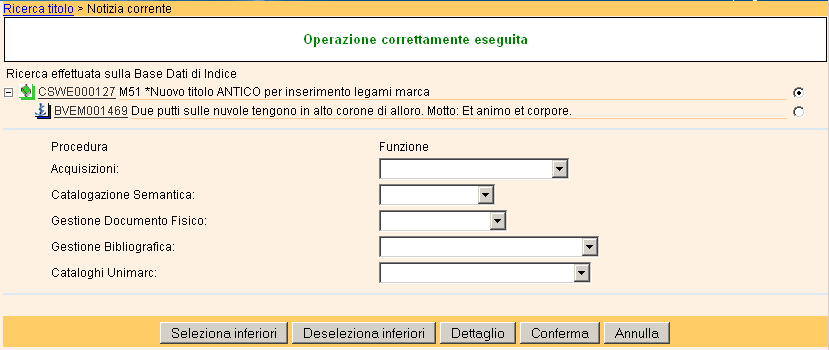 Ricerca titolo > Notizia corrente
Operazione correttamente eseguita
Ricerca effettuata sulla Base Dati di Indice
CSWE000127 M51 *Nuovo titolo ANTICO per inserimento legami marca
BVEM001469 Due putti sulle nuvole tengono in alto corone di alloro. Motto: Et animo et corpore.
Procedura Funzione
Acquisizioni:
Catalogazione Semantica:
Gestione Documento Fisico:
Gestione Bibliografica:
Cataloghi Unimarc:
Seleziona inferiori Deseleziona inferiori Dettaglio Conferma Annulla